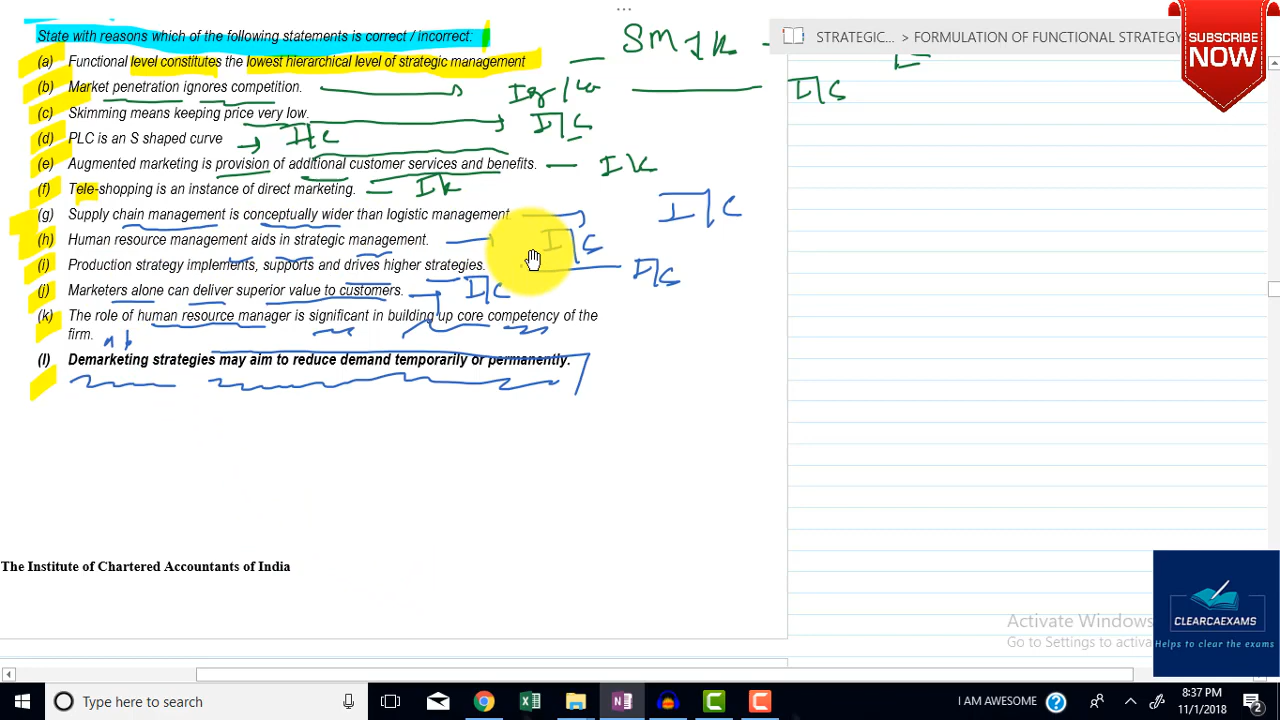 State with reasons which of the following statements is correct / incorrect:
SUBSCRIBE
NOW
STRATEGIC... > FORMULATION OF FUNCTIONAL STRATEGY
(a) Functional level constitutes the lowest hierarchical level of strategic management
(b) Market penetration ignores competition.
(c) Skimming means keeping price very low.
(d) PLC is an S shaped curve
(e) Augmented marketing is provision of additional customer services and benefits.
(f) Tele-shopping is an instance of direct marketing.
(g) Supply chain management is conceptually wider than logistic management.
(h) Human resource management aids in strategic management.
(i) Production strategy implements, supports and drives higher strategies.
(j) Marketers alone can deliver superior value to customers.
(k) The role of human resource manager is significant in building up core competency of the
firm.
(l) Demarketing strategies may aim to reduce demand temporarily or permanently.
The Institute of Chartered Accountants of India
CLEARCAEXAMS
Helps to clear the exams
Activate Windows
Go to Settings to activa
Type here to search
I AM AWESOME
8:37 PM
11/1/2018
2